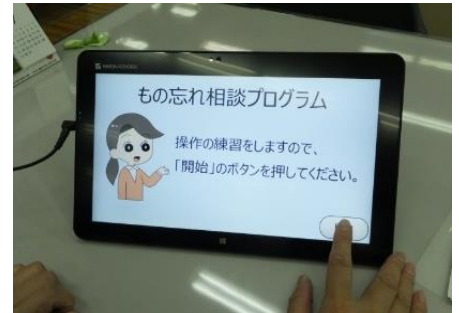 もの忘れ相談プログラム
操作の練習をしますので、
「開始」のボタンを押してください。